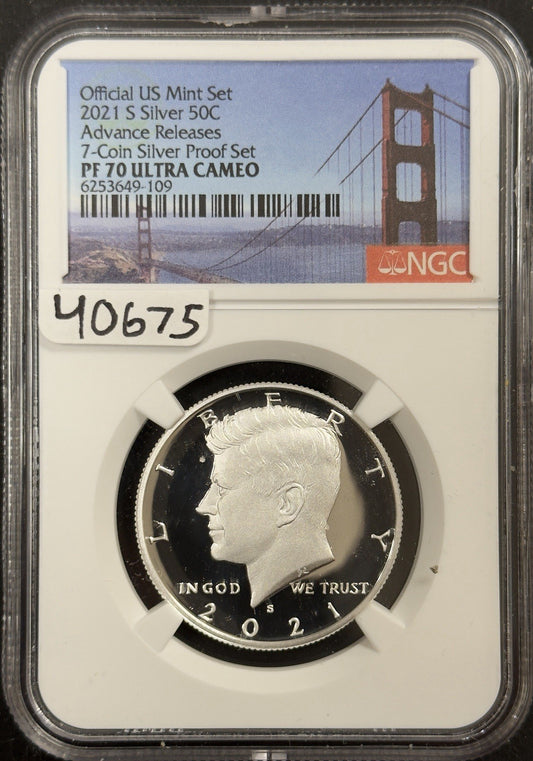 Official US Mint Set
2021 S Silver 50C
Advance Releases
7-Coin Silver Proof Set
PF 70 ULTRA CAMEO
6253649-109
NGC
40675
LIBERTY
IN GOD WE TRUST
S
2021